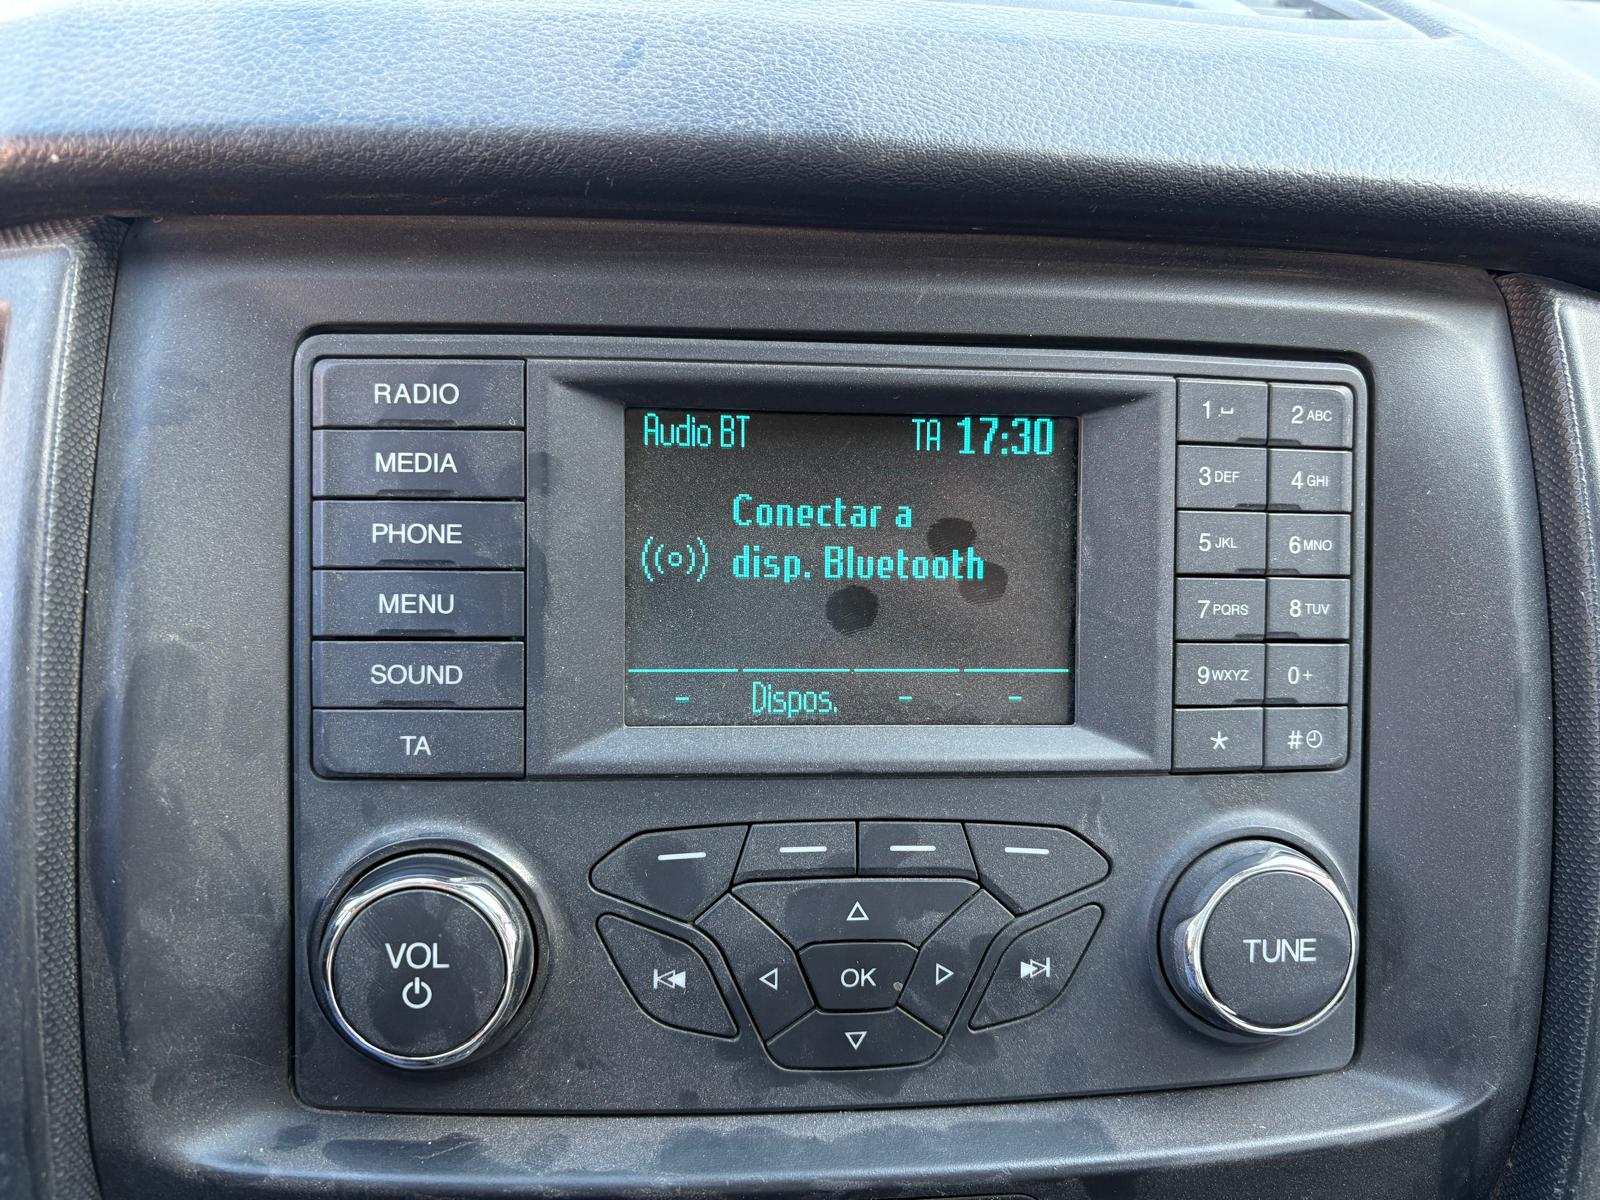 RADIO
MEDIA
PHONE
MENU
SOUND
TA
Audio BT TA 17:30
Conectar a
disp. Bluetooth
- Dispos. - -
1 2 ABC
3 DEF 4 GHI
5 JKL 6 MNO
7 PQRS 8 TUV
9 WXYZ 0 +
* #
VOL
OK
TUNE